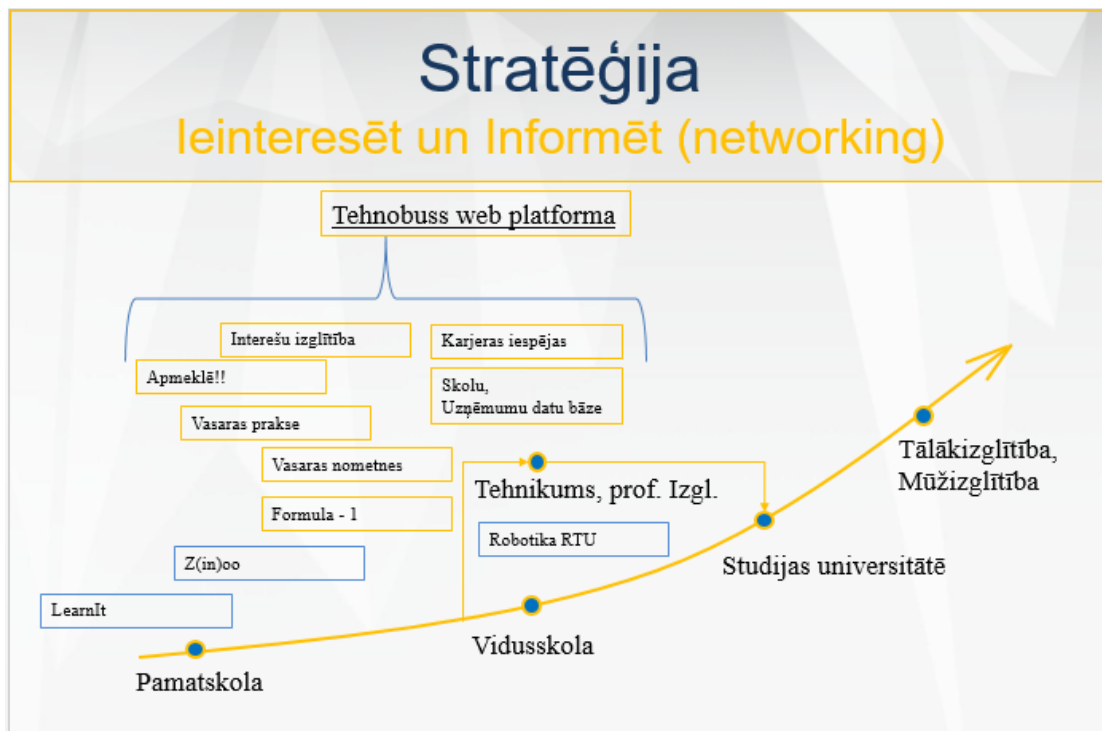 Stratēģija
Ieinteresēt un Informēt (networking)
Tehnobuss web platforma
Interešu izglītība
Karjeras iespējas
Apmeklē!!
Skolu,
Uzņēmumu datu bāze
Vasaras prakse
Vasaras nometnes
Formula - 1
Tehnikums, prof. Izgl.
Tālākizglītība,
Mūžizglītība
Robotika RTU
Z(in)oo
Studijas universitātē
LearnIt
Vidusskola
Pamatskola